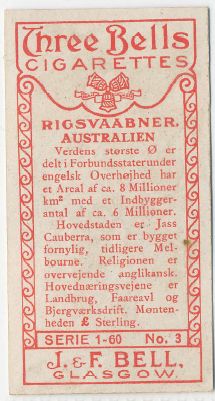 Three Bells
CIGARETTES
RIGSVAABNER.
AUSTRALIEN
Verdens største Ø er
delt i Forbundsstater under
engelsk Overhøjhed har
et Areal af ca. 8 Millioner
km² med et Indbygger-
antal af ca. 6 Millioner.
Hovedstaden er Jass
Cauberra, som er bygget
fornylig, tidligere Mel-
bourne. Religionen er
overvejende anglikansk.
Hovednæringsvejene er
Landbrug, Faareavl og
Bjergværksdrift. Mønten-
heden £ Sterling.
SERIE 1-60 No. 3
J. & F. BELL,
GLASGOW.